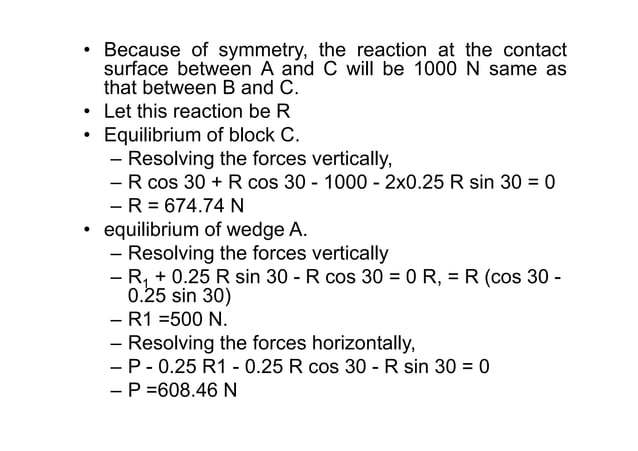 • Because of symmetry, the reaction at the contact
surface between A and C will be 1000 N same as
that between B and C.
• Let this reaction be R
• Equilibrium of block C.
– Resolving the forces vertically,
– R cos 30 + R cos 30 - 1000 - 2x0.25 R sin 30 = 0
– R = 674.74 N
• equilibrium of wedge A.
– Resolving the forces vertically
– R₁ + 0.25 R sin 30 - R cos 30 = 0 R, = R (cos 30 -
0.25 sin 30)
– R1 =500 N.
– Resolving the forces horizontally,
– P - 0.25 R1 - 0.25 R cos 30 - R sin 30 = 0
– P =608.46 N